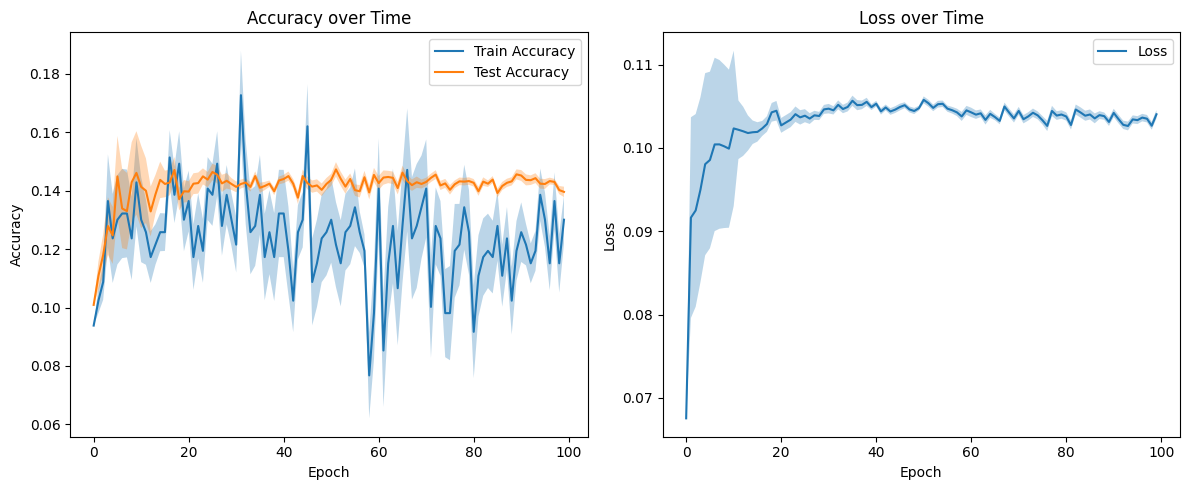 Accuracy over Time
Train Accuracy
Test Accuracy
0.18
0.16
0.14
0.12
0.10
0.08
0.06
Accuracy
0 20 40 60 80 100
Epoch
Loss over Time
Loss
0.11
0.10
0.09
0.08
0.07
Loss
0 20 40 60 80 100
Epoch